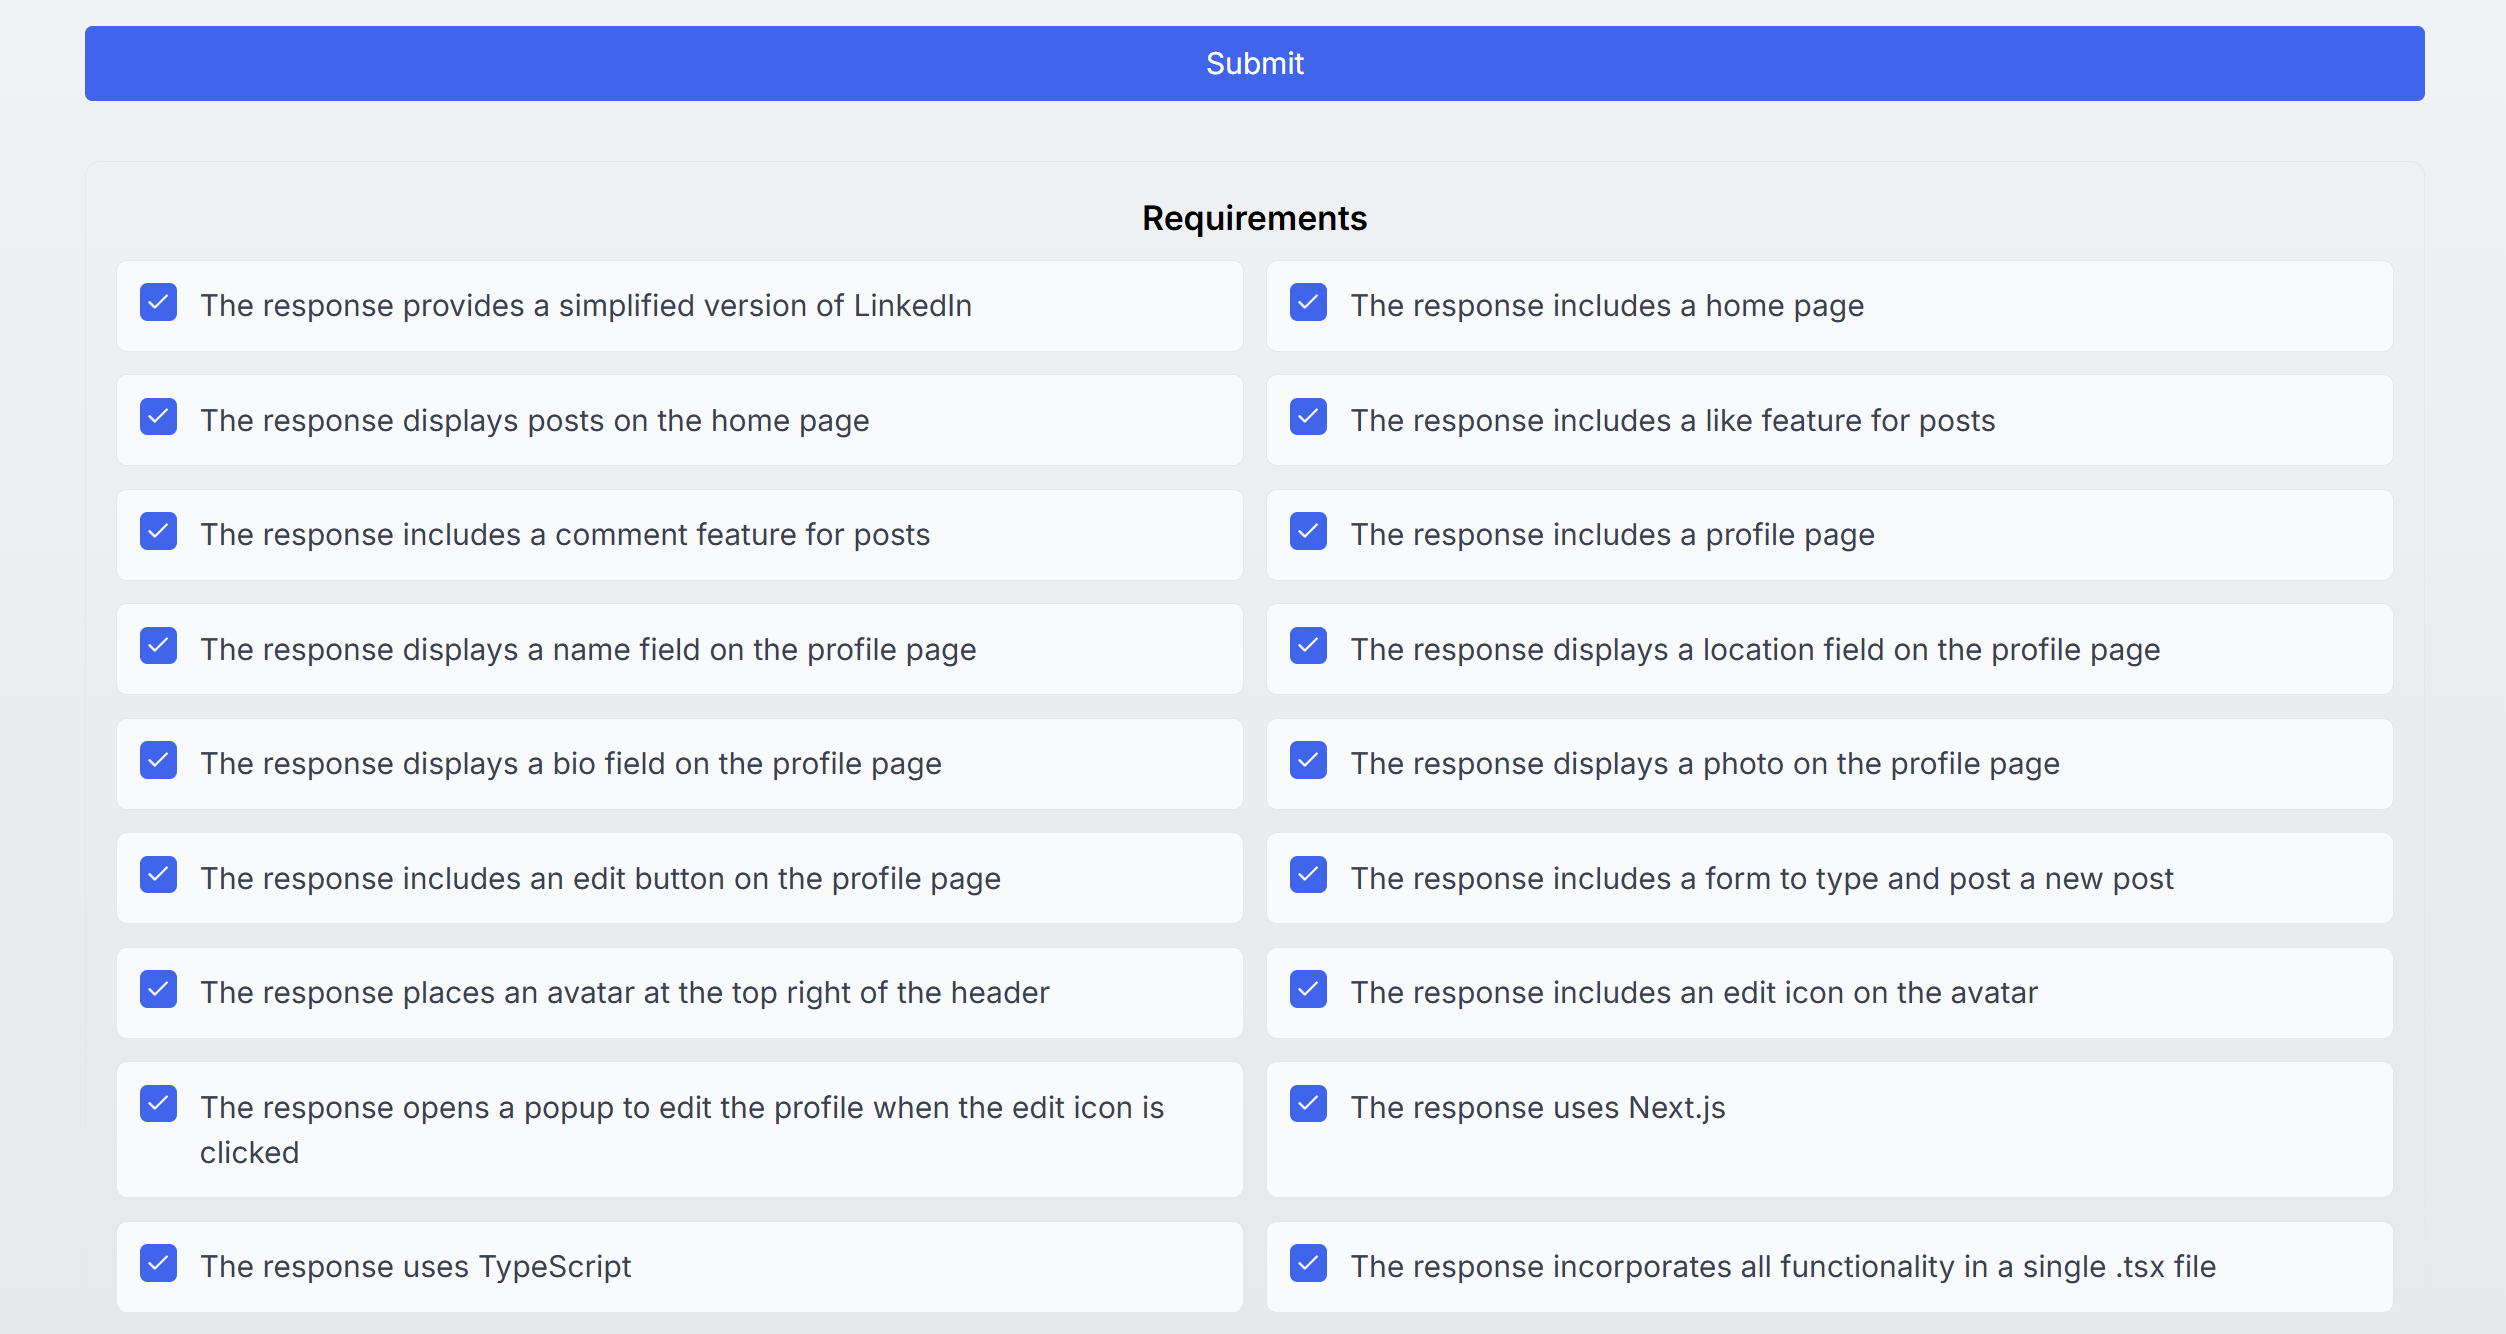 Submit
Requirements
The response provides a simplified version of LinkedIn
The response includes a home page
The response displays posts on the home page
The response includes a like feature for posts
The response includes a comment feature for posts
The response includes a profile page
The response displays a name field on the profile page
The response displays a location field on the profile page
The response displays a bio field on the profile page
The response displays a photo on the profile page
The response includes an edit button on the profile page
The response includes a form to type and post a new post
The response places an avatar at the top right of the header
The response includes an edit icon on the avatar
The response opens a popup to edit the profile when the edit icon is
clicked
The response uses Next.js
The response uses TypeScript
The response incorporates all functionality in a single .tsx file